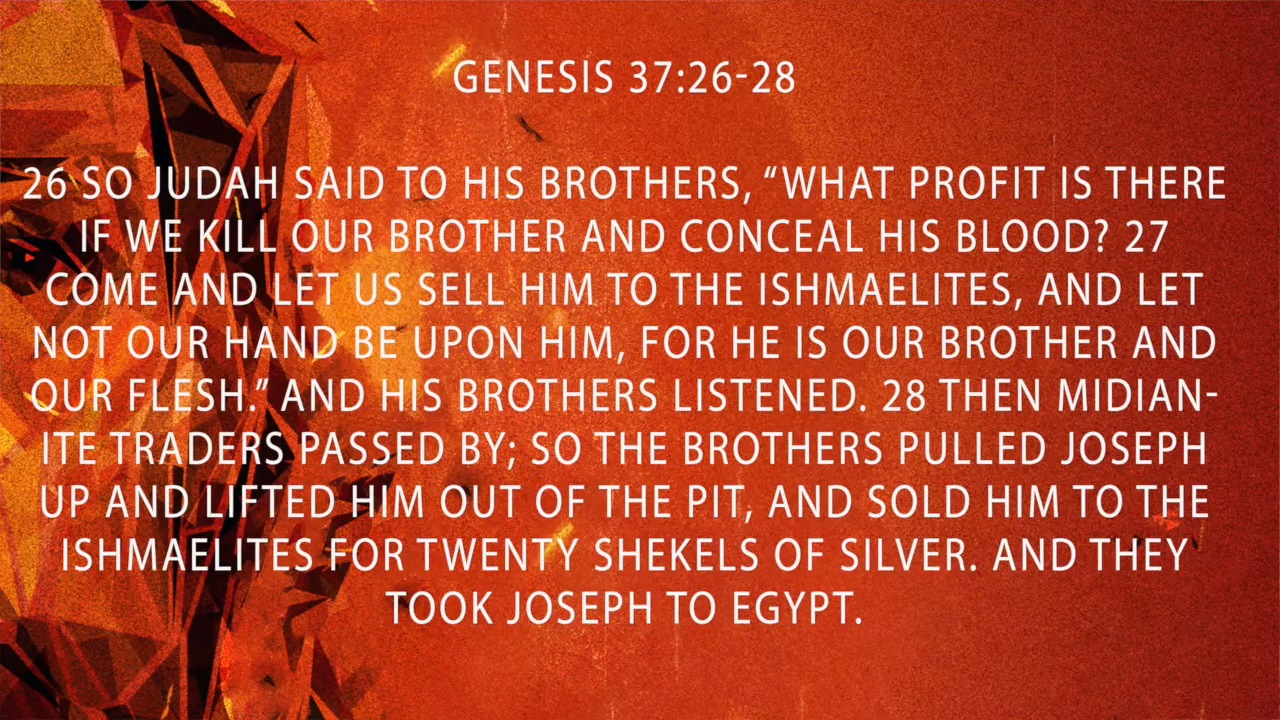 GENESIS 37:26-28
26 SO JUDAH SAID TO HIS BROTHERS, “WHAT PROFIT IS THERE
IF WE KILL OUR BROTHER AND CONCEAL HIS BLOOD? 27
COME AND LET US SELL HIM TO THE ISHMAELITES, AND LET
NOT OUR HAND BE UPON HIM, FOR HE IS OUR BROTHER AND
OUR FLESH.” AND HIS BROTHERS LISTENED. 28 THEN MIDIAN-
ITE TRADERS PASSED BY; SO THE BROTHERS PULLED JOSEPH
UP AND LIFTED HIM OUT OF THE PIT, AND SOLD HIM TO THE
ISHMAELITES FOR TWENTY SHEKELS OF SILVER. AND THEY
TOOK JOSEPH TO EGYPT.